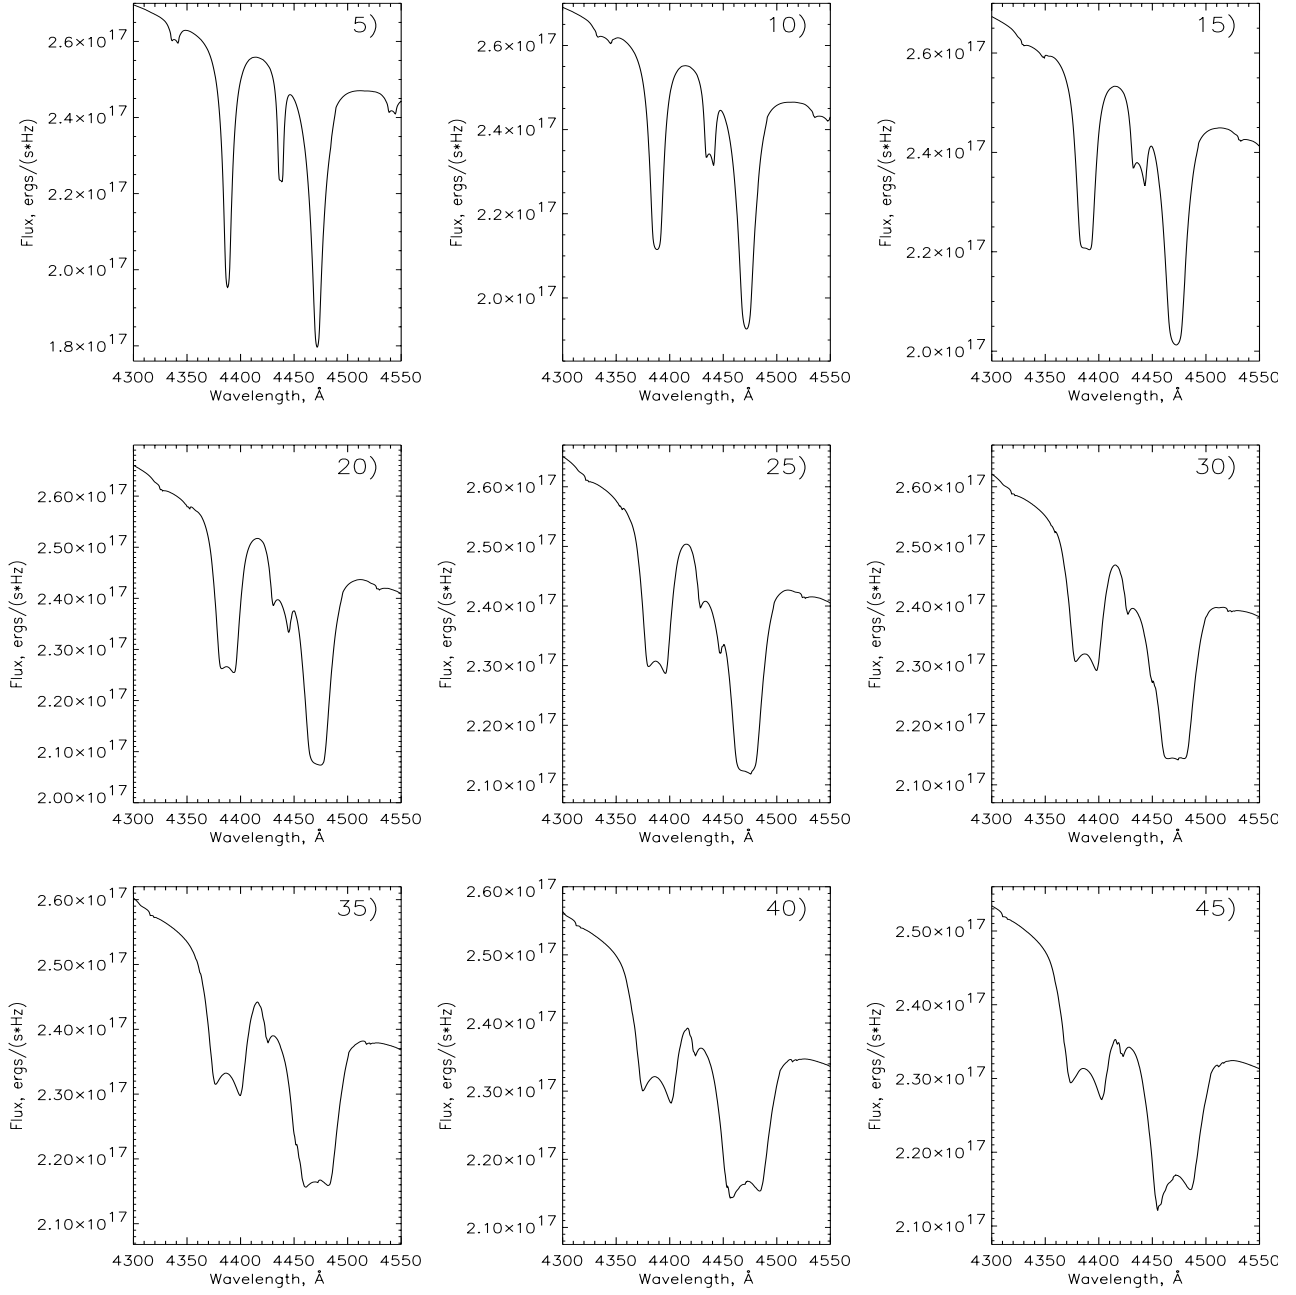 5)
2.6×10^17
2.4×10^17
2.2×10^17
2.0×10^17
1.8×10^17
Flux, ergs/(s*Hz)
4300 4350 4400 4450 4500 4550
Wavelength, Å
10)
2.6×10^17
2.4×10^17
2.2×10^17
2.0×10^17
Flux, ergs/(s*Hz)
4300 4350 4400 4450 4500 4550
Wavelength, Å
15)
2.6×10^17
2.4×10^17
2.2×10^17
2.0×10^17
Flux, ergs/(s*Hz)
4300 4350 4400 4450 4500 4550
Wavelength, Å
20)
2.60×10^17
2.50×10^17
2.40×10^17
2.30×10^17
2.20×10^17
2.10×10^17
2.00×10^17
Flux, ergs/(s*Hz)
4300 4350 4400 4450 4500 4550
Wavelength, Å
25)
2.60×10^17
2.50×10^17
2.40×10^17
2.30×10^17
2.20×10^17
2.10×10^17
Flux, ergs/(s*Hz)
4300 4350 4400 4450 4500 4550
Wavelength, Å
30)
2.60×10^17
2.50×10^17
2.40×10^17
2.30×10^17
2.20×10^17
2.10×10^17
Flux, ergs/(s*Hz)
4300 4350 4400 4450 4500 4550
Wavelength, Å
35)
2.60×10^17
2.50×10^17
2.40×10^17
2.30×10^17
2.20×10^17
2.10×10^17
Flux, ergs/(s*Hz)
4300 4350 4400 4450 4500 4550
Wavelength, Å
40)
2.60×10^17
2.50×10^17
2.40×10^17
2.30×10^17
2.20×10^17
2.10×10^17
Flux, ergs/(s*Hz)
4300 4350 4400 4450 4500 4550
Wavelength, Å
45)
2.50×10^17
2.40×10^17
2.30×10^17
2.20×10^17
2.10×10^17
Flux, ergs/(s*Hz)
4300 4350 4400 4450 4500 4550
Wavelength, Å